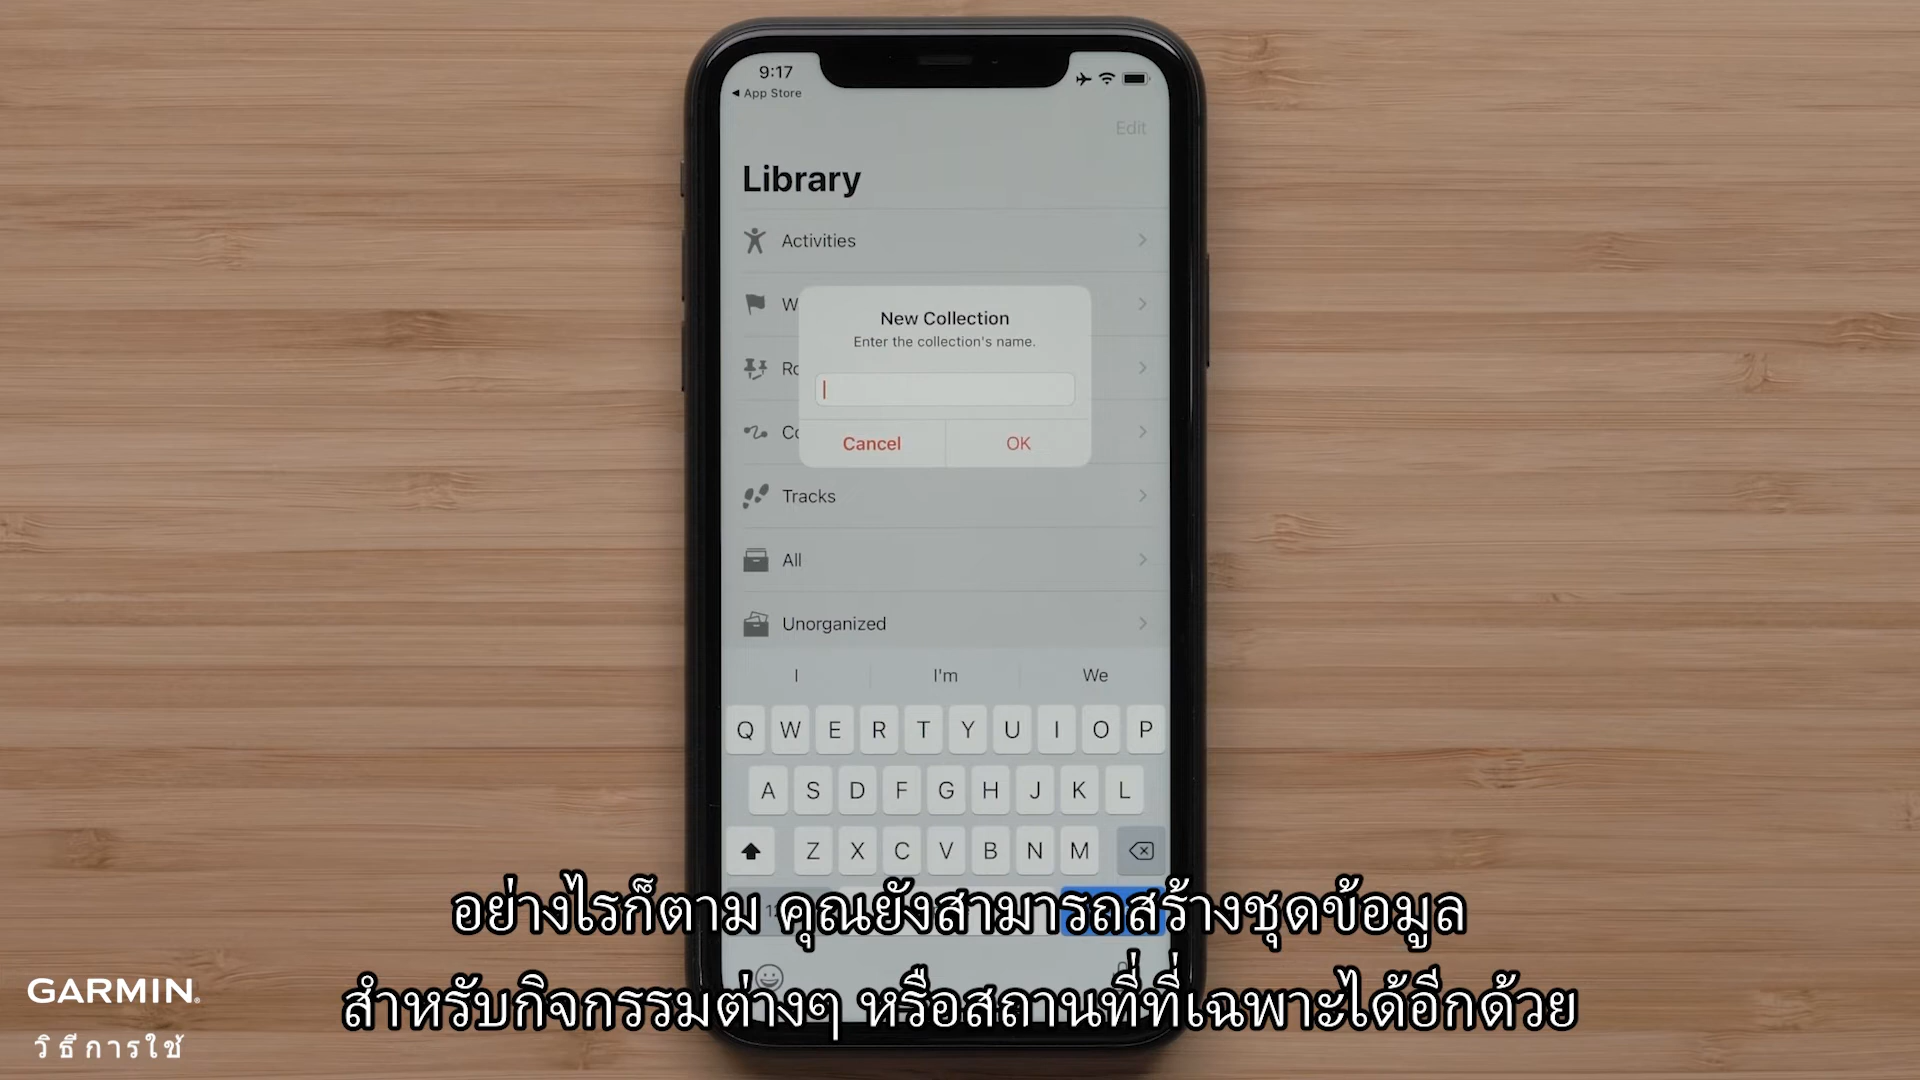 9:17
App Store
Edit
Library
Activities
W
New Collection
Enter the collection's name.
Ro
Co
Cancel
OK
Tracks
All
Unorganized
I
I'm
We
Q W E R T Y U I O P
A S D F G H J K L
Z X C V B N M
อย่างไรก็ตาม คุณยังสามารถสร้างชุดข้อมูล
สำหรับกิจกรรมต่างๆ หรือสถานที่ที่เฉพาะได้อีกด้วย
GARMIN
วิธีการใช้